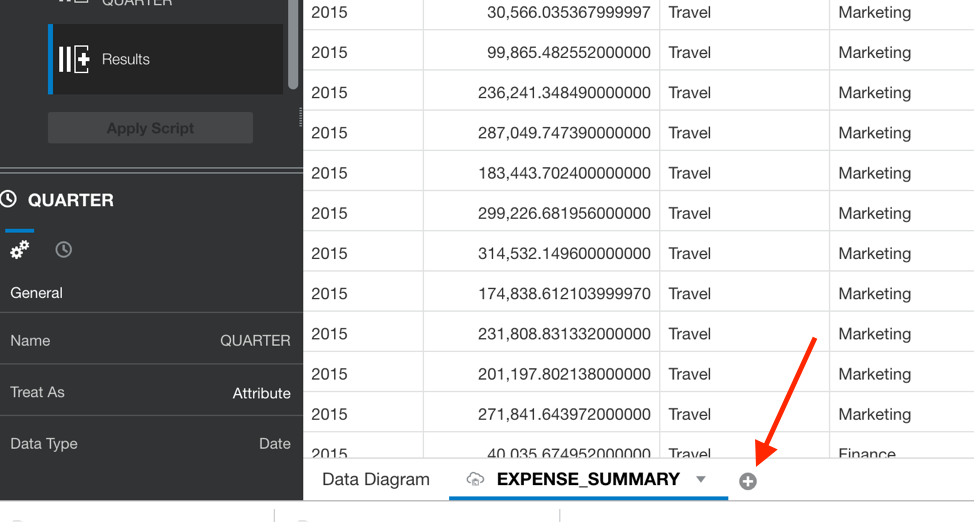 QUARTER
Results
Apply Script
QUARTER
General
Name QUARTER
Treat As Attribute
Data Type Date
2015 30,566.035367999997 Travel Marketing
2015 99,865.482552000000 Travel Marketing
2015 236,241.348490000000 Travel Marketing
2015 287,049.747390000000 Travel Marketing
2015 183,443.702400000000 Travel Marketing
2015 299,226.681956000000 Travel Marketing
2015 314,532.149600000000 Travel Marketing
2015 174,838.612103999970 Travel Marketing
2015 231,808.831332000000 Travel Marketing
2015 201,197.802138000000 Travel Marketing
2015 271,841.643972000000 Travel Marketing
2015 40,035.674952000000 Travel Finance
Data Diagram EXPENSE_SUMMARY